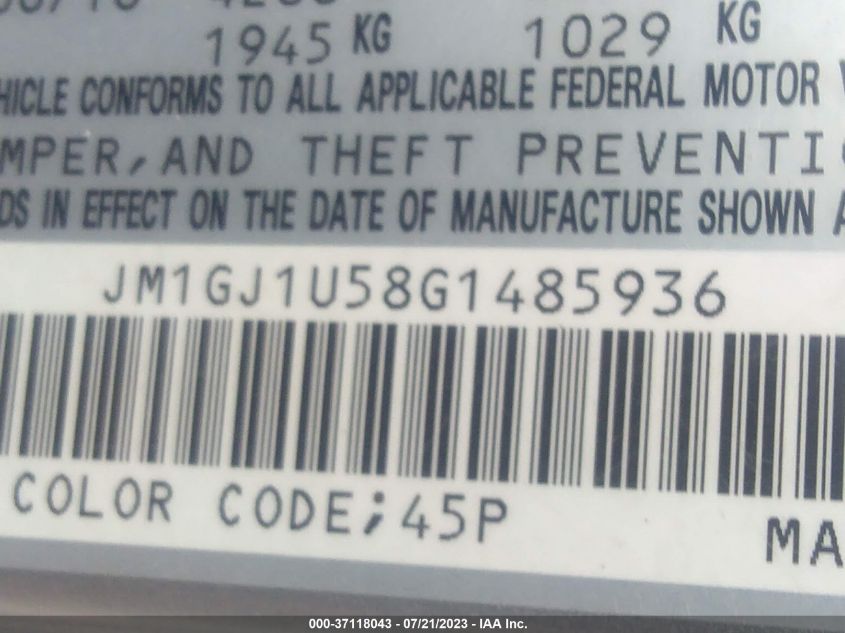 1945 KG 1029 KG
HICLE CONFORMS TO ALL APPLICABLE FEDERAL MOTOR V
MPER, AND THEFT PREVENTI
DS IN EFFECT ON THE DATE OF MANUFACTURE SHOWN A
JM1GJ1U58G1485936
COLOR CODE;45P
MA
000-37118043 - 07/21/2023 - IAA Inc.